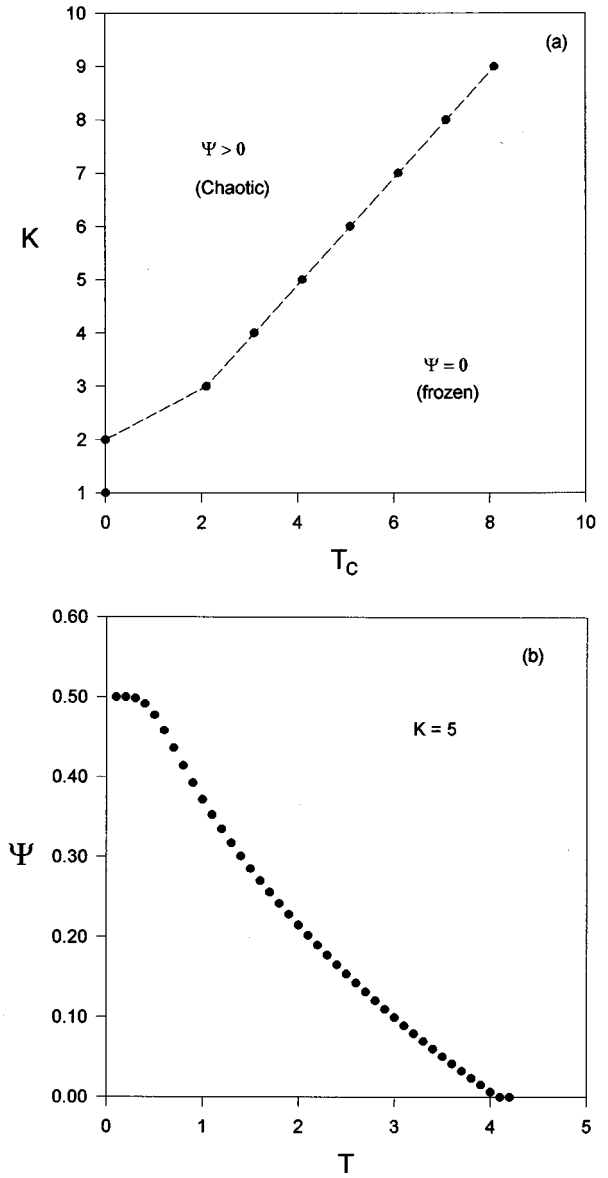 10
(a)
9
8
Ψ > 0
7
(Chaotic)
K
6
5
4
Ψ = 0
(frozen)
3
2
1
0 2 4 6 8 10
T_C
0.60
(b)
0.50
K = 5
0.40
Ψ
0.30
0.20
0.10
0.00
0 1 2 3 4 5
T